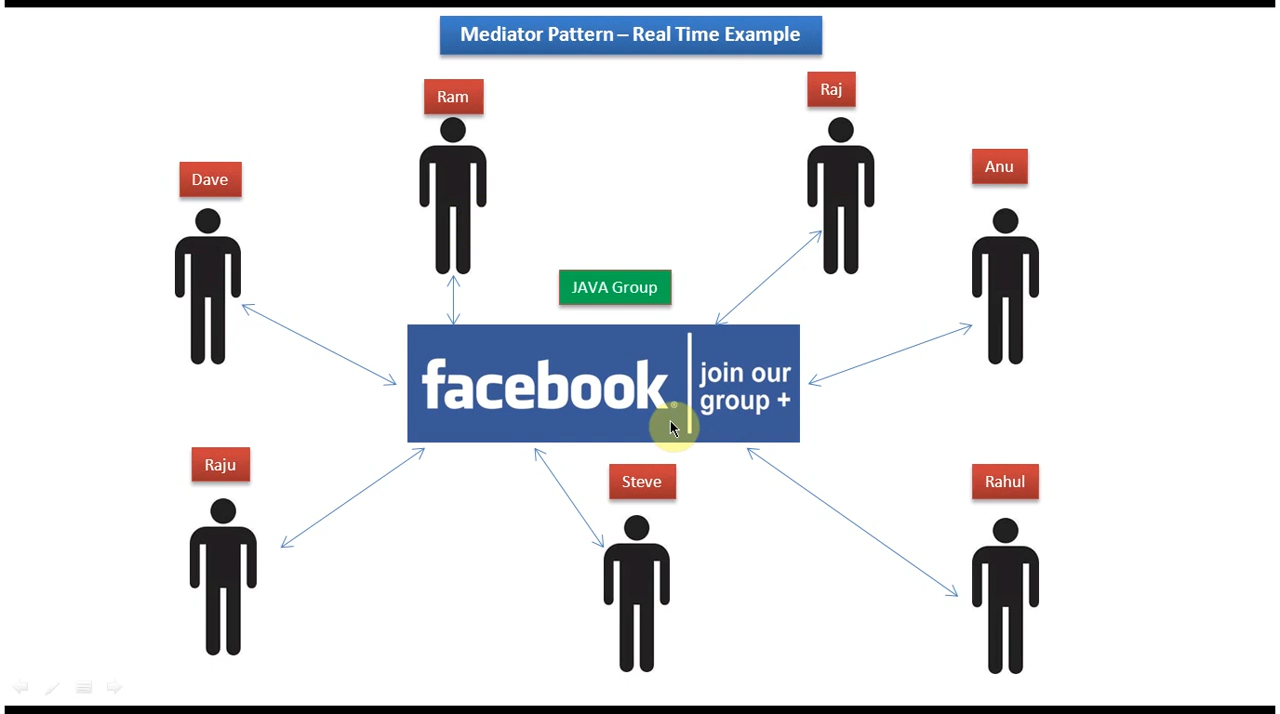 Mediator Pattern – Real Time Example
Ram
Raj
Dave
Anu
JAVA Group
facebook®
join our
group +
Raju
Steve
Rahul